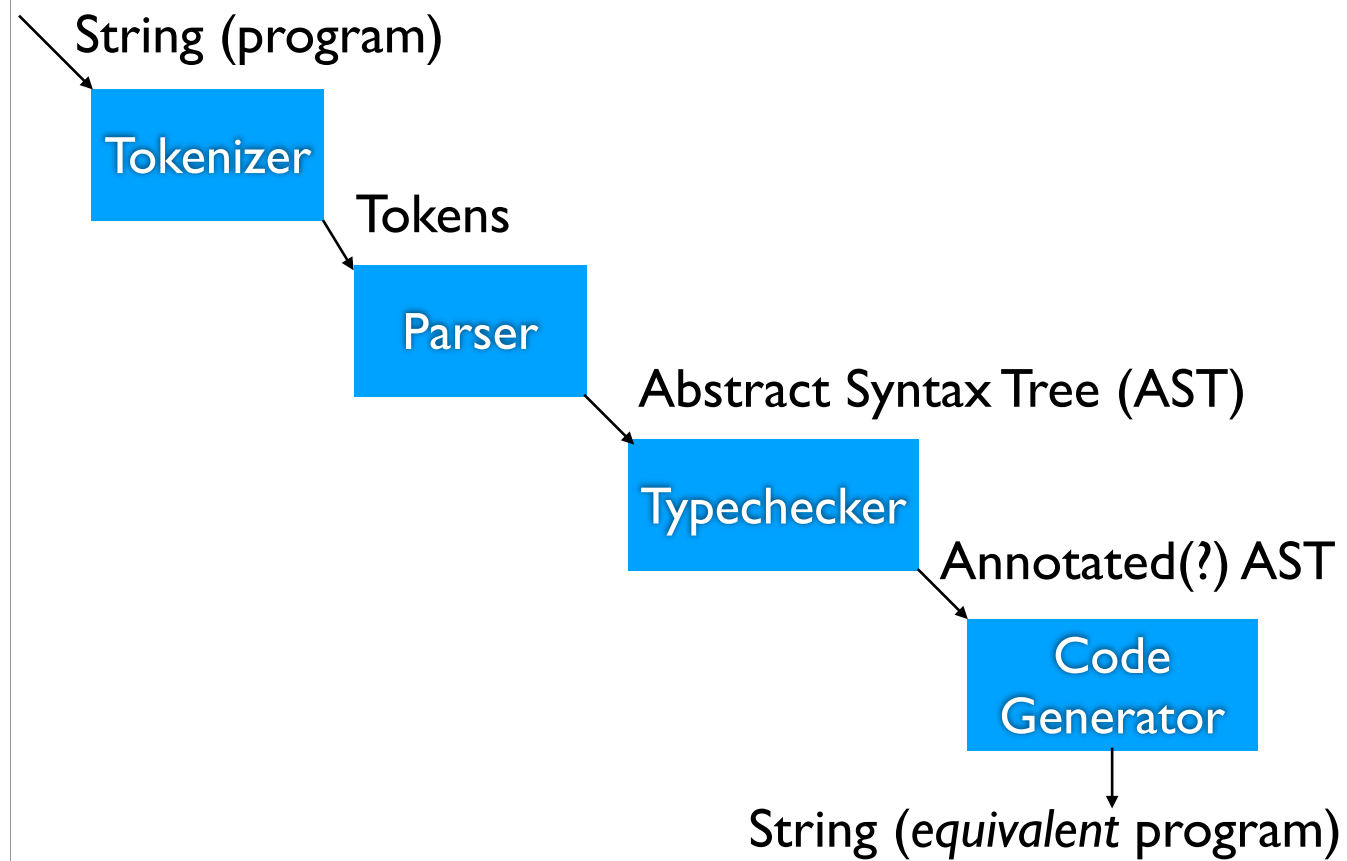 String (program)
Tokenizer
Tokens
Parser
Abstract Syntax Tree (AST)
Typechecker
Annotated(?) AST
Code
Generator
String (equivalent program)